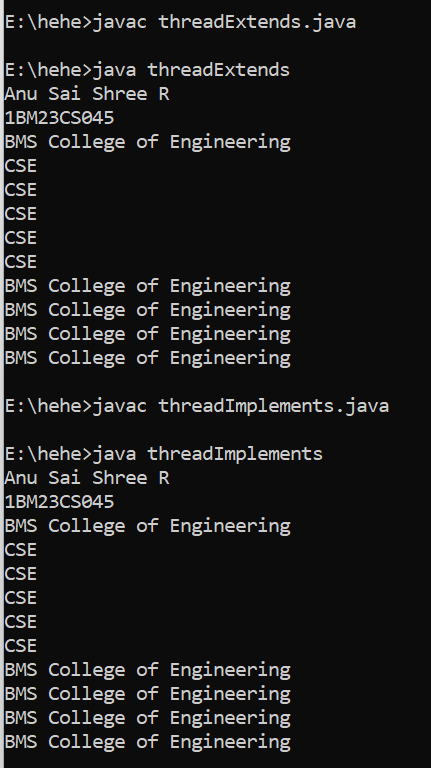 E:\hehe>javac threadExtends.java
E:\hehe>java threadExtends
Anu Sai Shree R
1BM23CS045
BMS College of Engineering
CSE
CSE
CSE
CSE
CSE
BMS College of Engineering
BMS College of Engineering
BMS College of Engineering
BMS College of Engineering
E:\hehe>javac threadImplements.java
E:\hehe>java threadImplements
Anu Sai Shree R
1BM23CS045
BMS College of Engineering
CSE
CSE
CSE
CSE
CSE
BMS College of Engineering
BMS College of Engineering
BMS College of Engineering
BMS College of Engineering